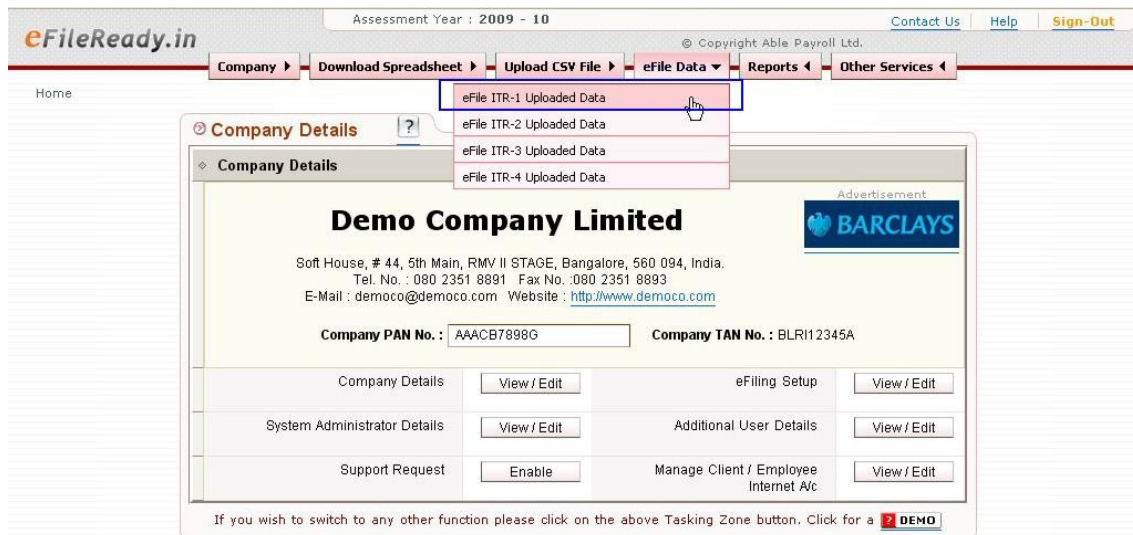 Assessment Year : 2009 - 10
Contact Us Help Sign-Out
eFileReady.in
© Copyright Able Payroll Ltd.
Company Download Spreadsheet Upload CSV File eFile Data Reports Other Services
Home
eFile ITR-1 Uploaded Data
eFile ITR-2 Uploaded Data
eFile ITR-3 Uploaded Data
eFile ITR-4 Uploaded Data
Company Details ?
Company Details
Advertisement
BARCLAYS
Demo Company Limited
Soft House, # 44, 5th Main, RMV II STAGE, Bangalore, 560 094, India.
Tel. No. : 080 2351 8891 Fax No. :080 2351 8893
E-Mail : democo@democo.com Website : http://www.democo.com
Company PAN No. : AAACB7898G Company TAN No. : BLRI12345A
Company Details View / Edit eFiling Setup View / Edit
System Administrator Details View / Edit Additional User Details View / Edit
Support Request Enable Manage Client / Employee
Internet A/c View / Edit
If you wish to switch to any other function please click on the above Tasking Zone button. Click for a ? DEMO